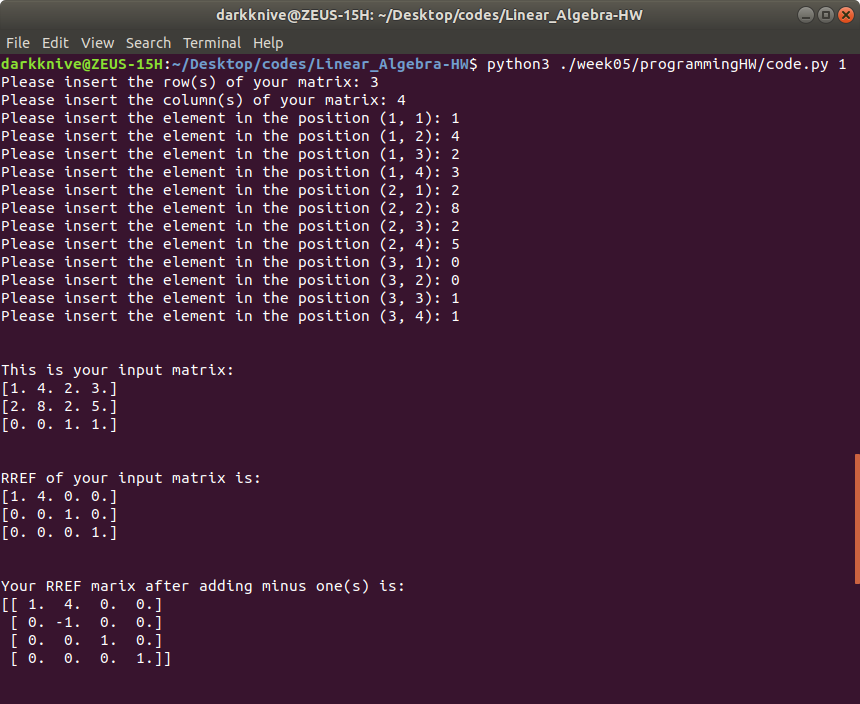 darkknive@ZEUS-15H: ~/Desktop/codes/Linear_Algebra-HW
File Edit View Search Terminal Help
darkknive@ZEUS-15H:~/Desktop/codes/Linear_Algebra-HW$ python3 ./week05/programmingHW/code.py 1
Please insert the row(s) of your matrix: 3
Please insert the column(s) of your matrix: 4
Please insert the element in the position (1, 1): 1
Please insert the element in the position (1, 2): 4
Please insert the element in the position (1, 3): 2
Please insert the element in the position (1, 4): 3
Please insert the element in the position (2, 1): 2
Please insert the element in the position (2, 2): 8
Please insert the element in the position (2, 3): 2
Please insert the element in the position (2, 4): 5
Please insert the element in the position (3, 1): 0
Please insert the element in the position (3, 2): 0
Please insert the element in the position (3, 3): 1
Please insert the element in the position (3, 4): 1
This is your input matrix:
[1. 4. 2. 3.]
[2. 8. 2. 5.]
[0. 0. 1. 1.]
RREF of your input matrix is:
[1. 4. 0. 0.]
[0. 0. 1. 0.]
[0. 0. 0. 1.]
Your RREF marix after adding minus one(s) is:
[[ 1.  4.  0.  0.]
 [ 0. -1.  0.  0.]
 [ 0.  0.  1.  0.]
 [ 0.  0.  0.  1.]]